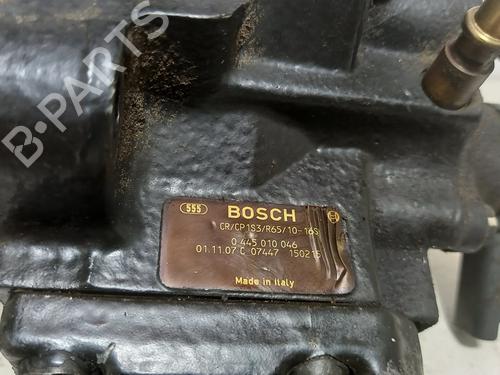 B-PARTS
555 BOSCH
CR/CP1S3/R65/10-16S
0 445 010 046
01.11.07 C 07447 150215
Made in Italy